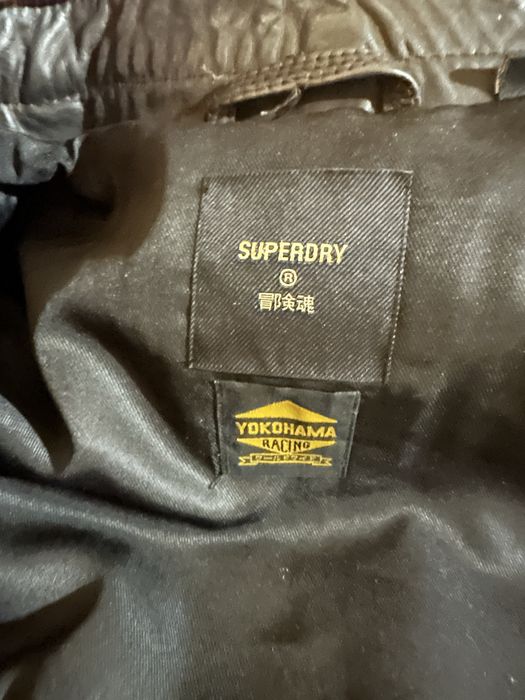 SUPERDRY
®
冒険魂
YOKOHAMA
RACING